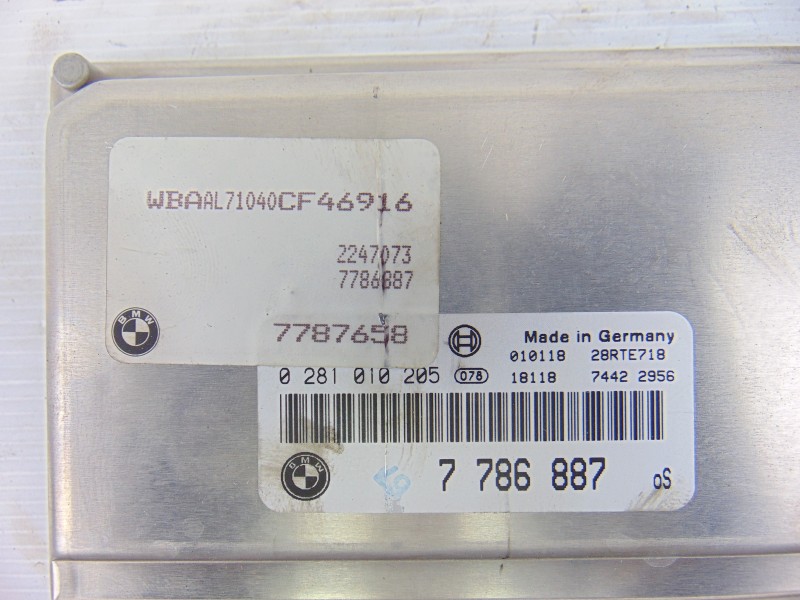 WBAAL71040CF46916
2247073
7786887
BMW
7787658
Made in Germany
010118 28RTE718
0 281 010 205 078 18118 7442 2956
BMW
7 786 887 oS